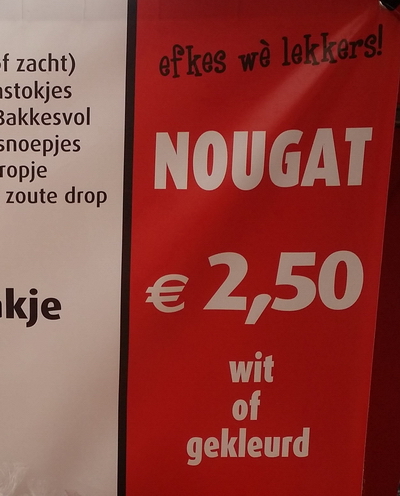 f zacht)
stokjes
Bakkesvol
snoepjes
ropje
zoute drop
kje
efkes wè lekkers!
NOUGAT
€ 2,50
wit
of
gekleurd